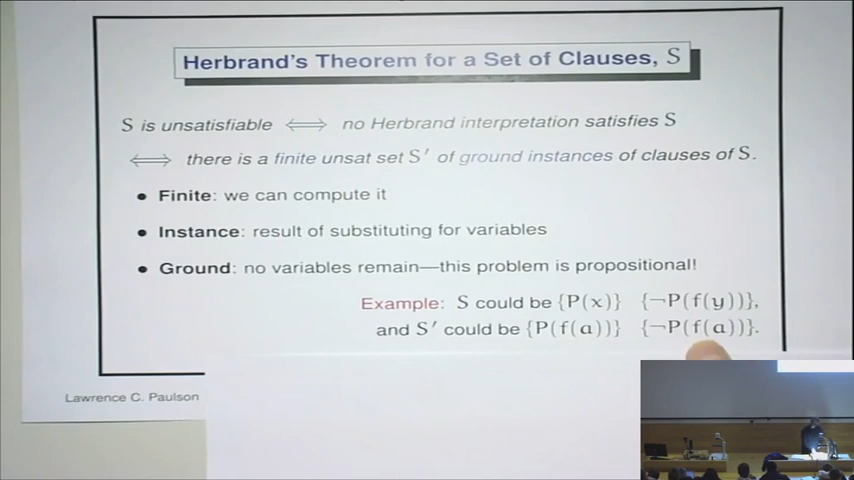 Herbrand's Theorem for a Set of Clauses, S
S is unsatisfiable ⟺ no Herbrand interpretation satisfies S
⟺ there is a finite unsat set S′ of ground instances of clauses of S.
• Finite: we can compute it
• Instance: result of substituting for variables
• Ground: no variables remain—this problem is propositional!
Example: S could be {P(x)} {¬P(f(y))},
and S′ could be {P(f(a))} {¬P(f(a))}.
Lawrence C. Paulson